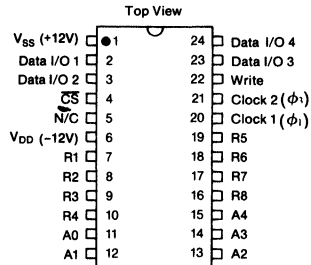 Top View
VSS (+12V) 1 24 Data I/O 4
Data I/O 1 2 23 Data I/O 3
Data I/O 2 3 22 Write
C̅S̅ 4 21 Clock 2 (ϕ2)
N/C 5 20 Clock 1 (ϕ1)
VDD (−12V) 6 19 R5
R1 7 18 R6
R2 8 17 R7
R3 9 16 R8
R4 10 15 A4
A0 11 14 A3
A1 12 13 A2